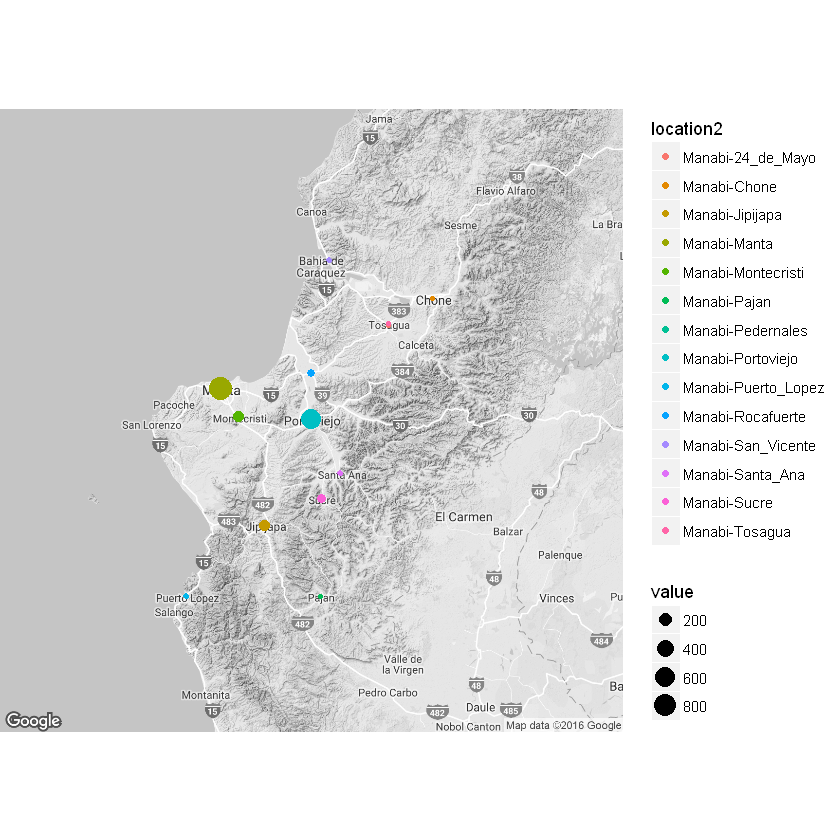 Jama
15
38
Flavio Alfaro
Canoa
Sesme
La Bra
Bahía de
Caraquez
15
Chone
383
Tosagua
Calceta
384
Manta
15
39
Pacoche
Montecristi
Portoviejo
30
30
San Lorenzo
15
Santa Ana
48
Sucre
482
483
Jipijapa
El Carmen
Balzar
15
Palenque
48
Puerto Lopez
Pajan
Vinces
Pu
Salango
482
484
Valle de
la Virgen
Montanita
Pedro Carbo
48
Ba
15
482
Daule
485
Google
Nobol Canton
Map data ©2016 Google
location2
Manabi-24_de_Mayo
Manabi-Chone
Manabi-Jipijapa
Manabi-Manta
Manabi-Montecristi
Manabi-Pajan
Manabi-Pedernales
Manabi-Portoviejo
Manabi-Puerto_Lopez
Manabi-Rocafuerte
Manabi-San_Vicente
Manabi-Santa_Ana
Manabi-Sucre
Manabi-Tosagua
value
200
400
600
800